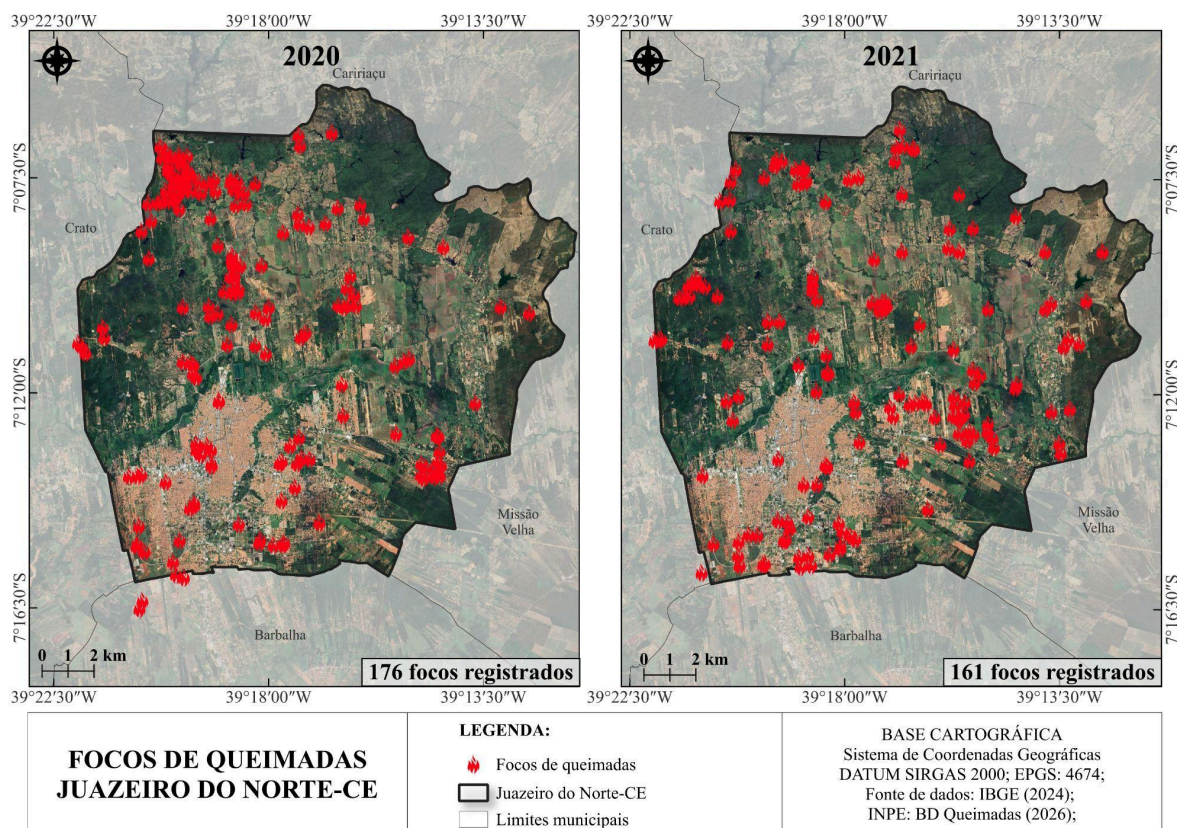 39°22'30"W 39°18'00"W 39°13'30"W 39°22'30"W 39°18'00"W 39°13'30"W
2020
Caririaçu
7°07'30"S
Crato
7°12'00"S
Missão
Velha
7°16'30"S
Barbalha
0 1 2 km
176 focos registrados
2021
Caririaçu
7°07'30"S
Crato
7°12'00"S
Missão
Velha
7°16'30"S
Barbalha
0 1 2 km
161 focos registrados
39°22'30"W 39°18'00"W 39°13'30"W 39°22'30"W 39°18'00"W 39°13'30"W
FOCOS DE QUEIMADAS
JUAZEIRO DO NORTE-CE
LEGENDA:
Focos de queimadas
Juazeiro do Norte-CE
Limites municipais
BASE CARTOGRÁFICA
Sistema de Coordenadas Geográficas
DATUM SIRGAS 2000; EPGS: 4674;
Fonte de dados: IBGE (2024);
INPE: BD Queimadas (2026);